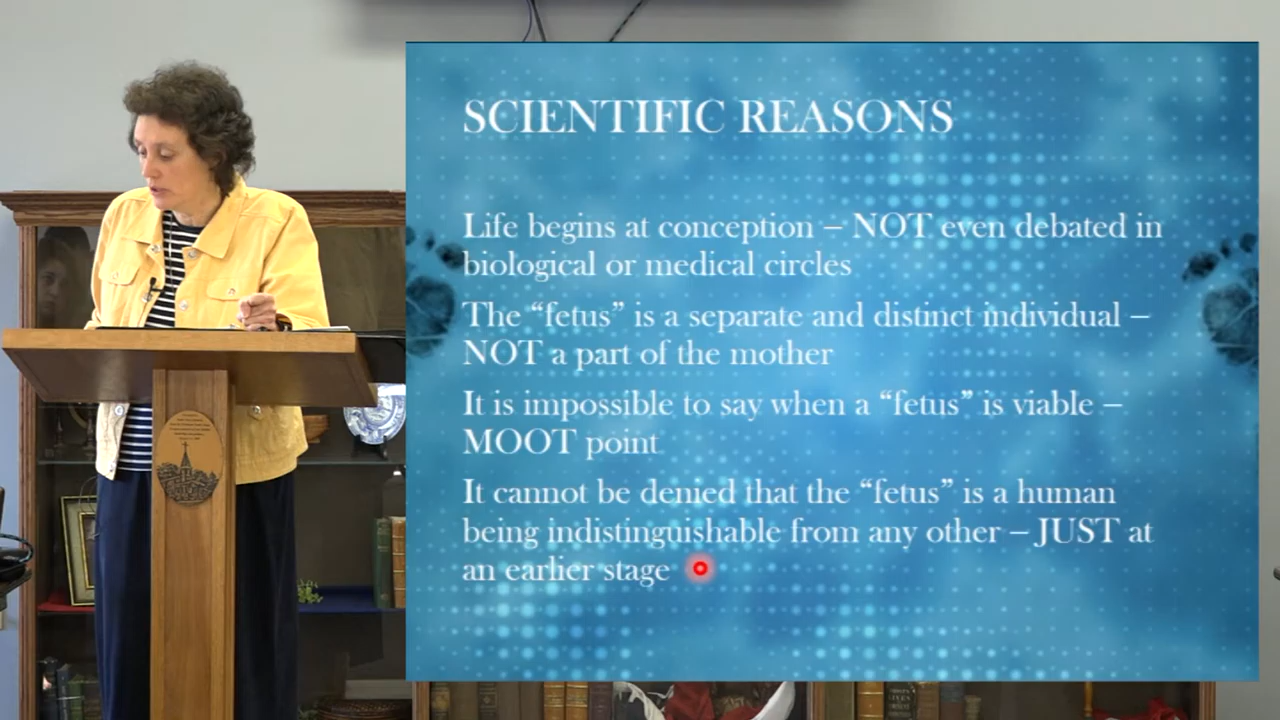 SCIENTIFIC REASONS
Life begins at conception – NOT even debated in
biological or medical circles
The “fetus” is a separate and distinct individual –
NOT a part of the mother
It is impossible to say when a “fetus” is viable –
MOOT point
It cannot be denied that the “fetus” is a human
being indistinguishable from any other – JUST at
an earlier stage